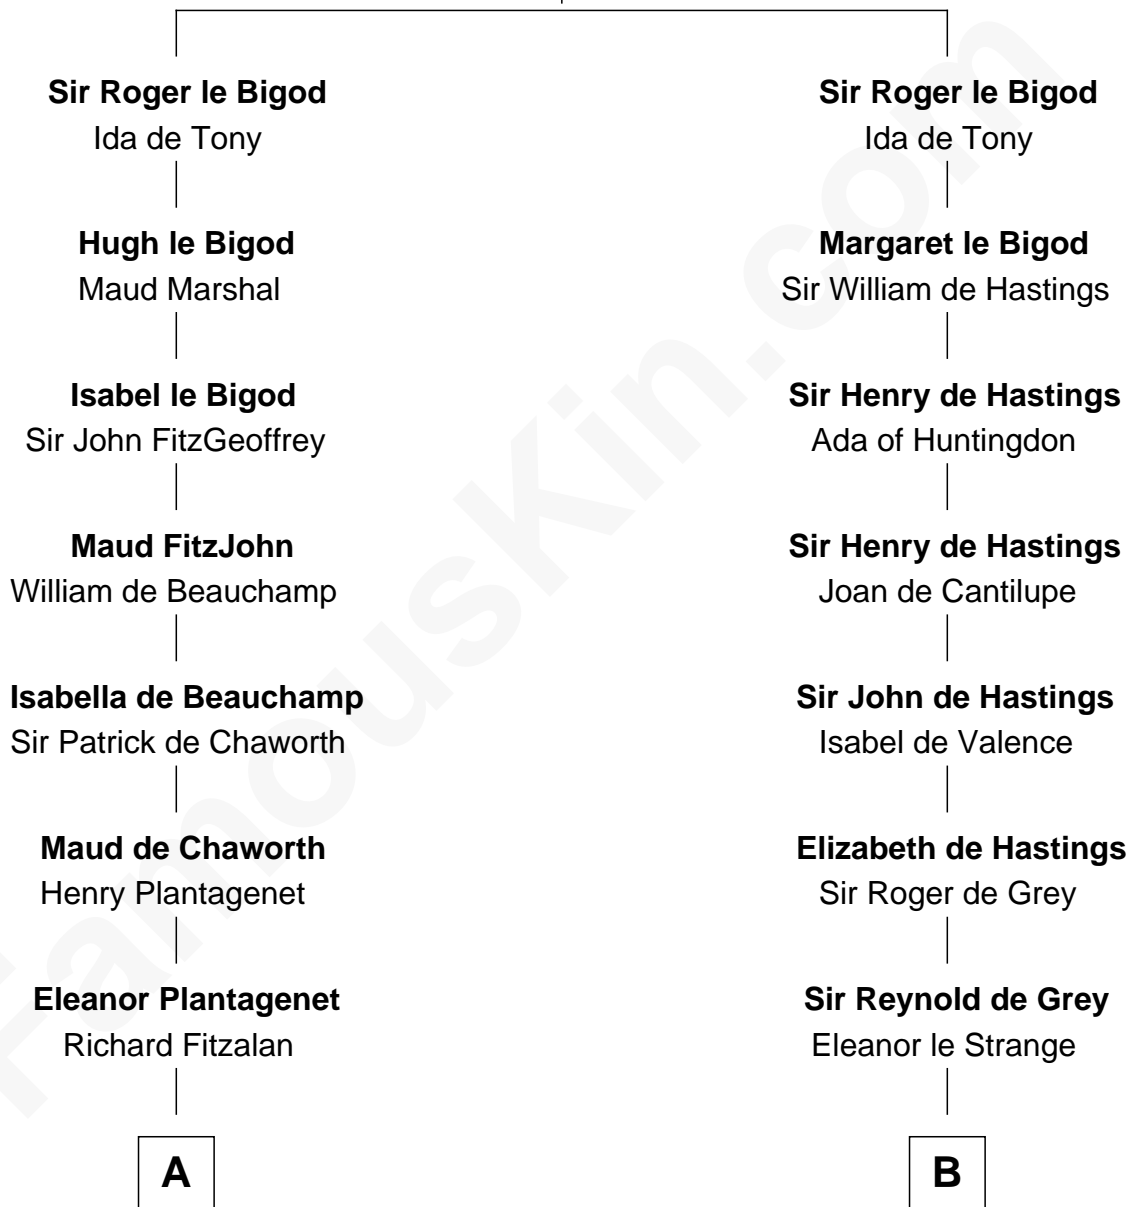 Sir Roger le Bigod
Ida de Tony
Hugh le Bigod
Maud Marshal
Isabel le Bigod
Sir John FitzGeoffrey
Maud FitzJohn
William de Beauchamp
Isabella de Beauchamp
Sir Patrick de Chaworth
Maud de Chaworth
Henry Plantagenet
Eleanor Plantagenet
Richard Fitzalan
A
Sir Roger le Bigod
Ida de Tony
Margaret le Bigod
Sir William de Hastings
Sir Henry de Hastings
Ada of Huntingdon
Sir Henry de Hastings
Joan de Cantilupe
Sir John de Hastings
Isabel de Valence
Elizabeth de Hastings
Sir Roger de Grey
Sir Reynold de Grey
Eleanor le Strange
B
FamousKin.com